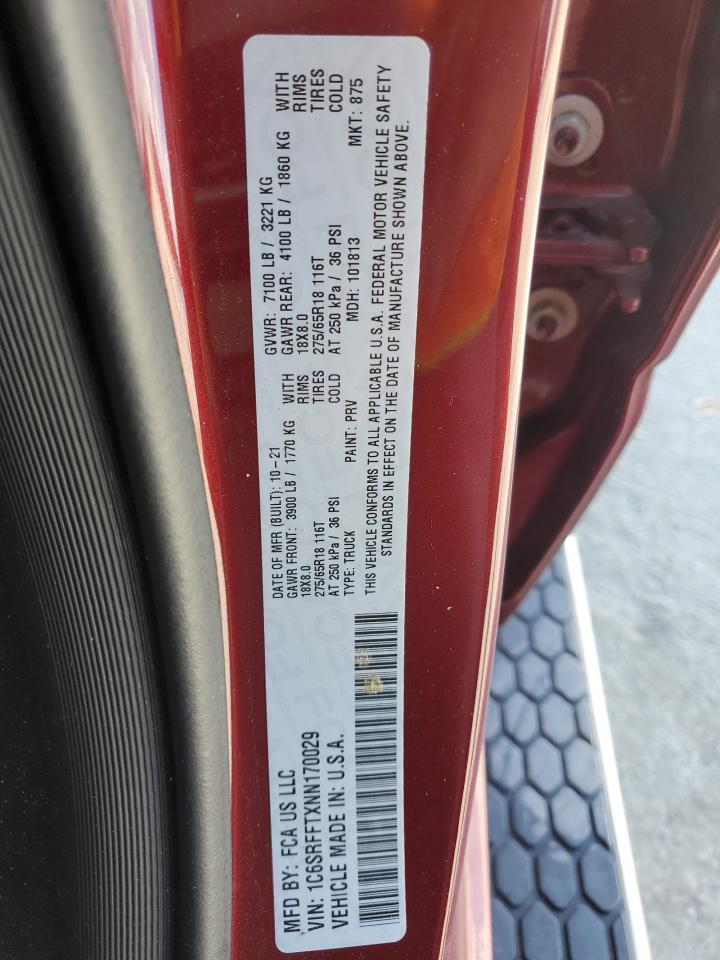 MFD BY: FCA US LLC
VIN: 1C6SRFFTXNN170029
VEHICLE MADE IN: U.S.A.
DATE OF MFR (BUILT): 10-21
GAWR FRONT: 3900 LB / 1770 KG WITH
18X8.0 RIMS
275/65R18 116T TIRES
AT 250 kPa / 36 PSI COLD
TYPE: TRUCK PAINT: PRV
GVWR: 7100 LB / 3221 KG
GAWR REAR: 4100 LB / 1860 KG WITH
18X8.0 RIMS
275/65R18 116T TIRES
AT 250 kPa / 36 PSI COLD
MDH: 101813 MKT: 875
THIS VEHICLE CONFORMS TO ALL APPLICABLE U.S.A. FEDERAL MOTOR VEHICLE SAFETY
STANDARDS IN EFFECT ON THE DATE OF MANUFACTURE SHOWN ABOVE.